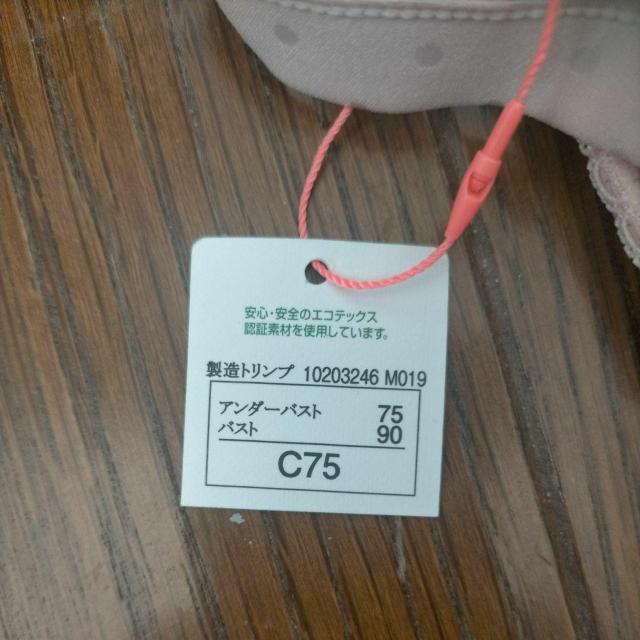 安心・安全のエコテックス
認証素材を使用しています。
製造トリンプ 10203246 M019
アンダーバスト 75
バスト 90
C75